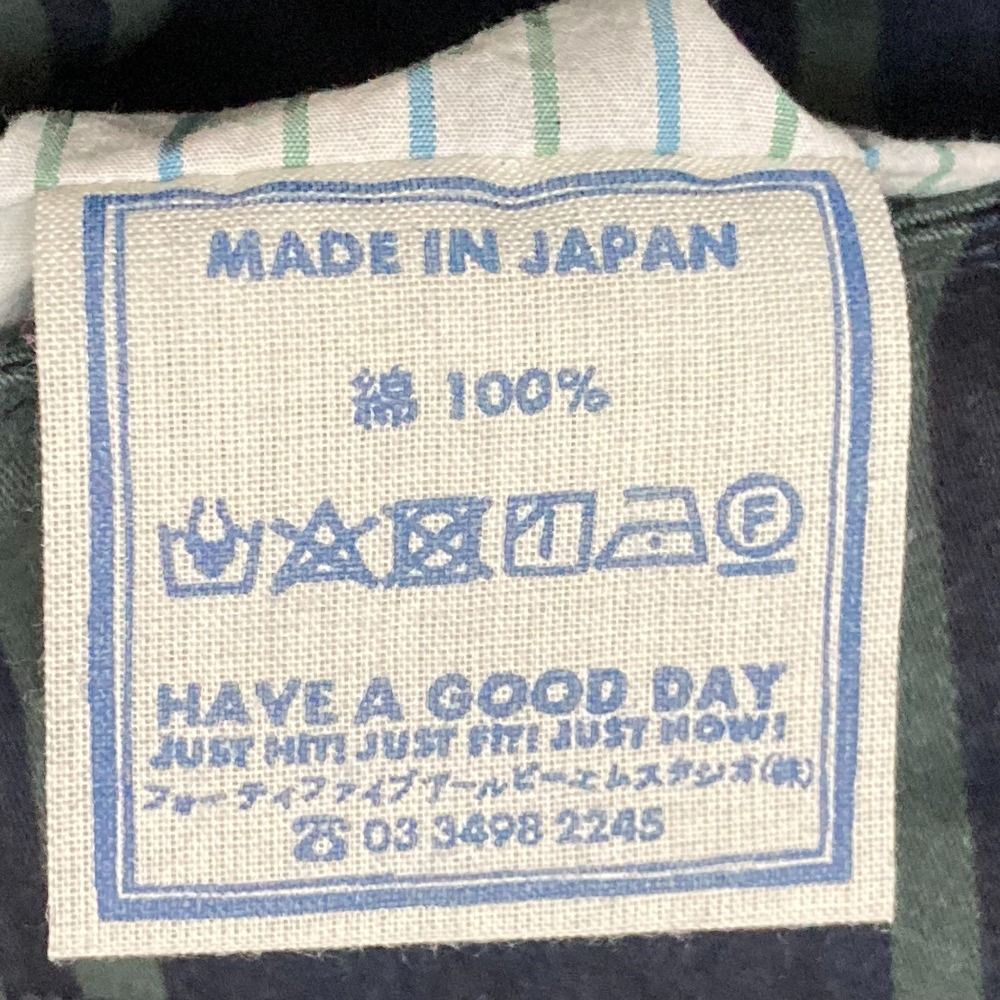 MADE IN JAPAN
綿 100%
F
HAVE A GOOD DAY
JUST HIT! JUST FIT! JUST NOW!
フォーティファイブアールピーエムスタジオ(株)
☎ 03 3498 2245